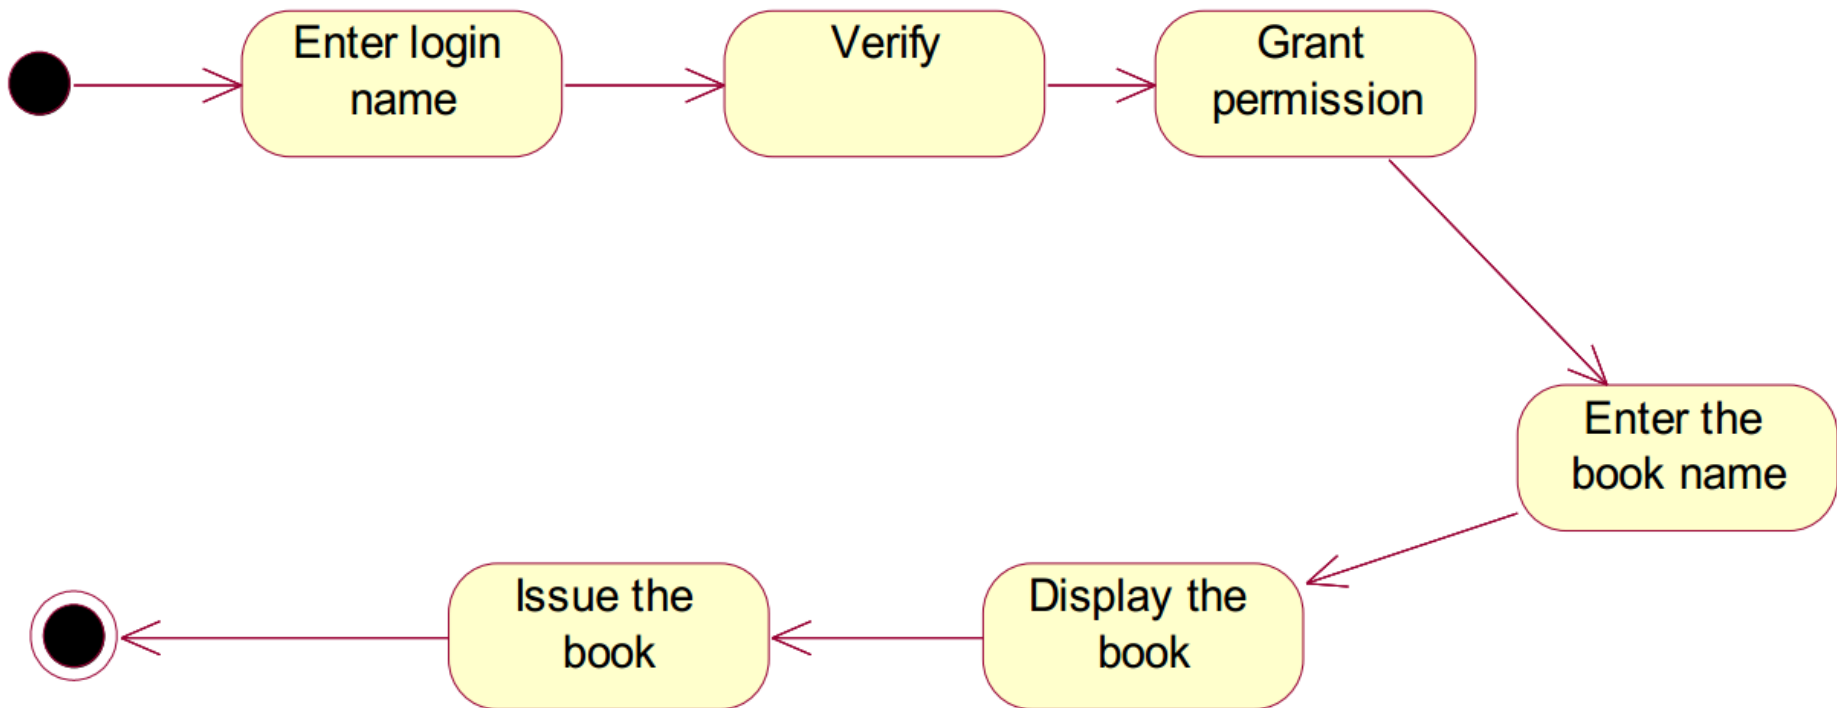 Enter login
name
Verify
Grant
permission
Enter the
book name
Display the
book
Issue the
book